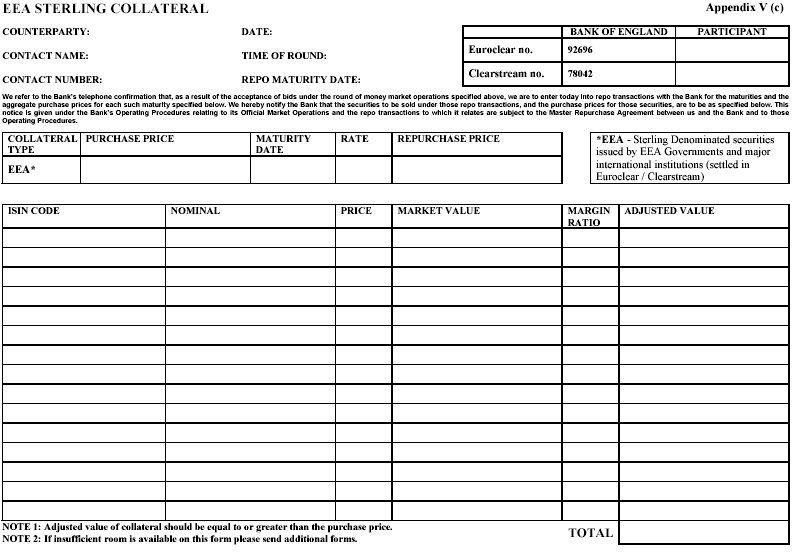 EEA STERLING COLLATERAL
Appendix V (c)
COUNTERPARTY:
DATE:
CONTACT NAME:
TIME OF ROUND:
CONTACT NUMBER:
REPO MATURITY DATE:
BANK OF ENGLAND
PARTICIPANT
Euroclear no.
92696
Clearstream no.
78042
We refer to the Bank's telephone confirmation that, as a result of the acceptance of bids under the round of money market operations specified above, we are to enter today into repo transactions with the Bank for the maturities and the
aggregate purchase prices for each such maturity specified below. We hereby notify the Bank that the securities to be sold under those repo transactions, and the purchase prices for those securities, are to be as specified below. This
notice is given under the Bank's Operating Procedures relating to its Official Market Operations and the repo transactions to which it relates are subject to the Master Repurchase Agreement between us and the Bank and to those
Operating Procedures.
COLLATERAL
TYPE
PURCHASE PRICE
MATURITY
DATE
RATE
REPURCHASE PRICE
EEA*
*EEA - Sterling Denominated securities
issued by EEA Governments and major
international institutions (settled in
Euroclear / Clearstream)
ISIN CODE
NOMINAL
PRICE
MARKET VALUE
MARGIN
RATIO
ADJUSTED VALUE
NOTE 1: Adjusted value of collateral should be equal to or greater than the purchase price.
NOTE 2: If insufficient room is available on this form please send additional forms.
TOTAL